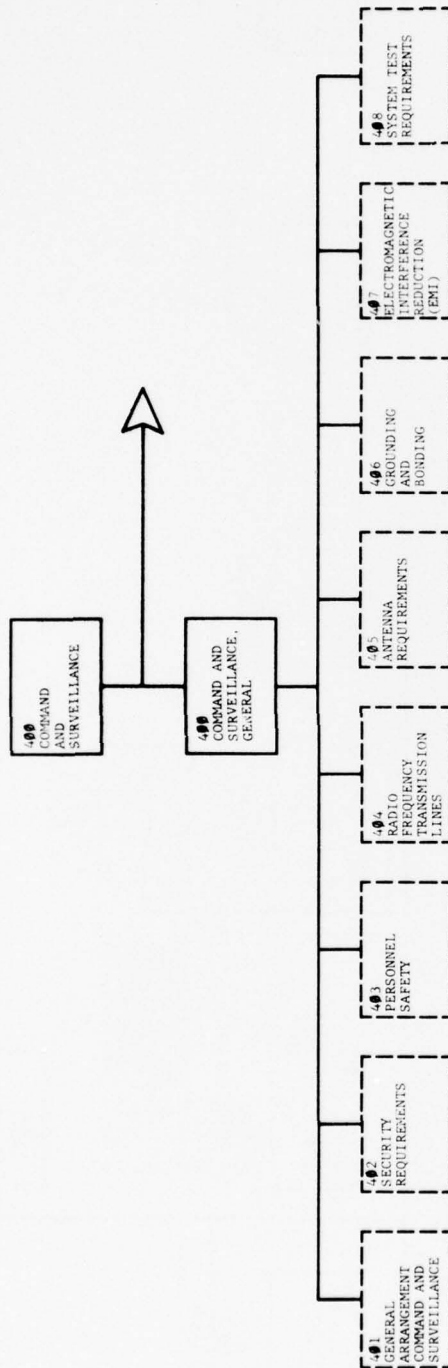 400
COMMAND
AND
SURVEILLANCE
400
COMMAND AND
SURVEILLANCE,
GENERAL
401
GENERAL
ARRANGEMENT
COMMAND AND
SURVEILLANCE
402
SECURITY
REQUIREMENTS
403
PERSONNEL
SAFETY
404
RADIO
FREQUENCY
TRANSMISSION
LINES
405
ANTENNA
REQUIREMENTS
406
GROUNDING
AND
BONDING
407
ELECTROMAGNETIC
INTERFERENCE
REDUCTION
(EMI)
408
SYSTEM TEST
REQUIREMENTS